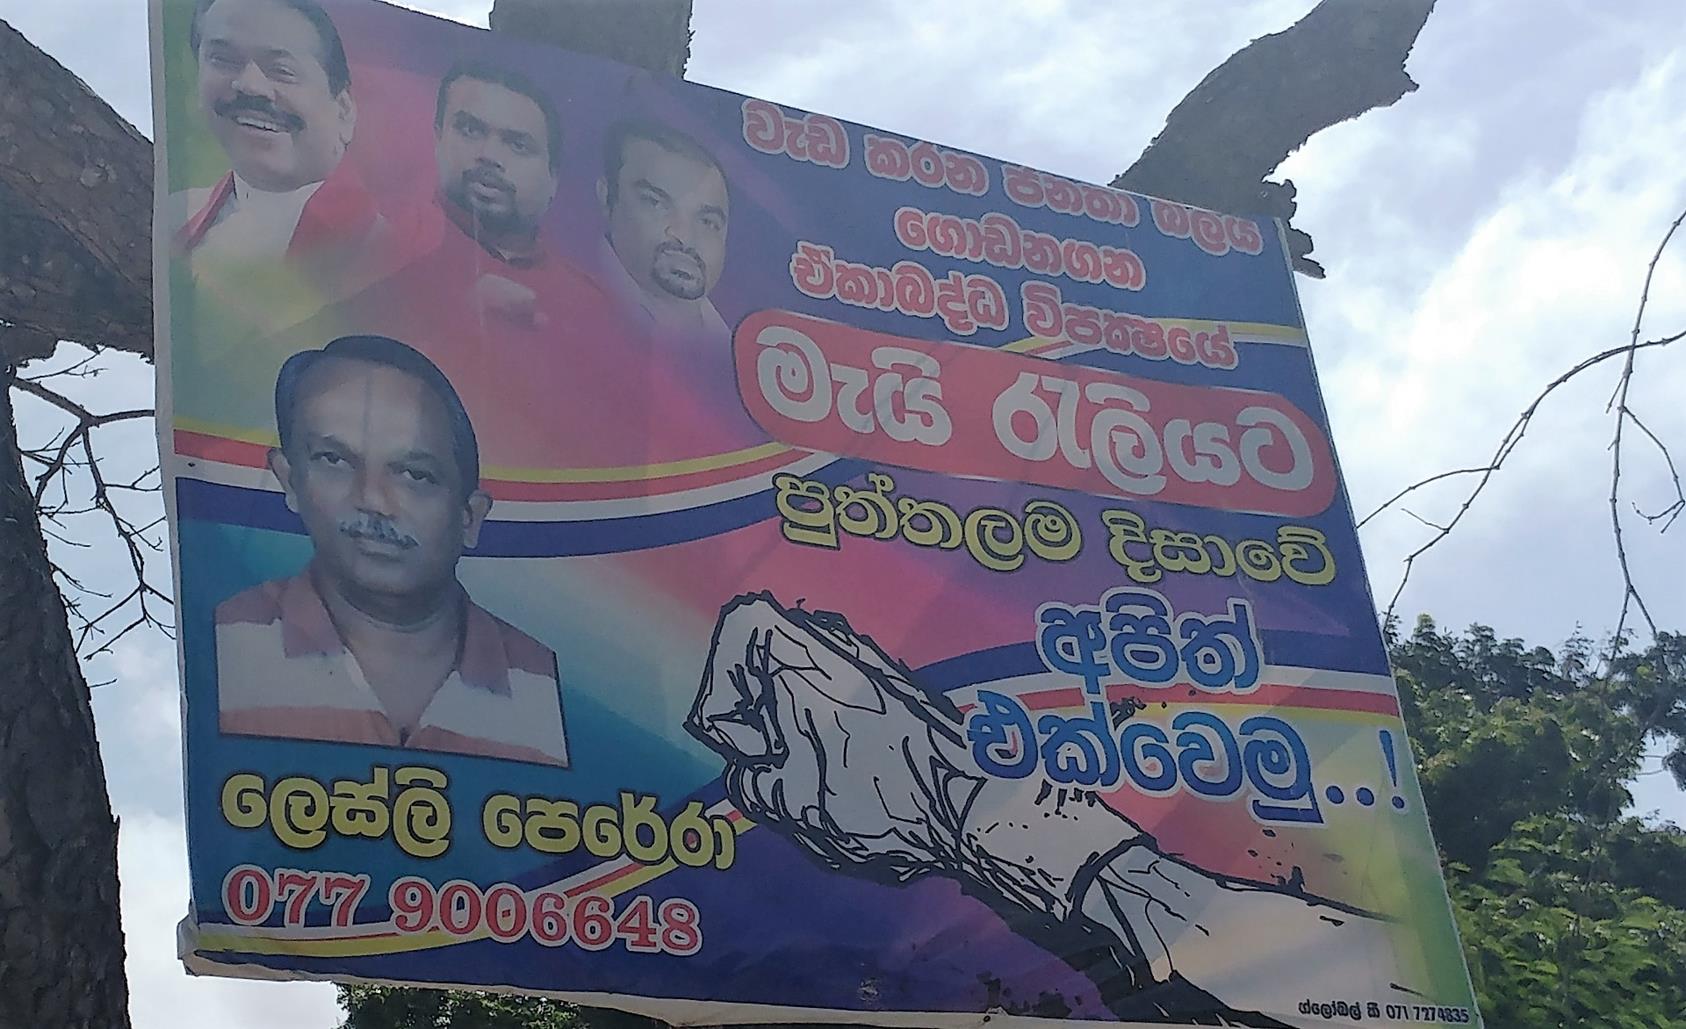 වැඩ කරන ජනතා බලය
ගොඩනගන
ඒකාබද්ධ විපක්ෂයේ
මැයි රැලියට
පුත්තලම දිසාවේ
අපිත්
එක්වෙමු..!
ලෙස්ලි පෙරේරා
077 9006648
ග්ලෝබල් සී 071 7274835